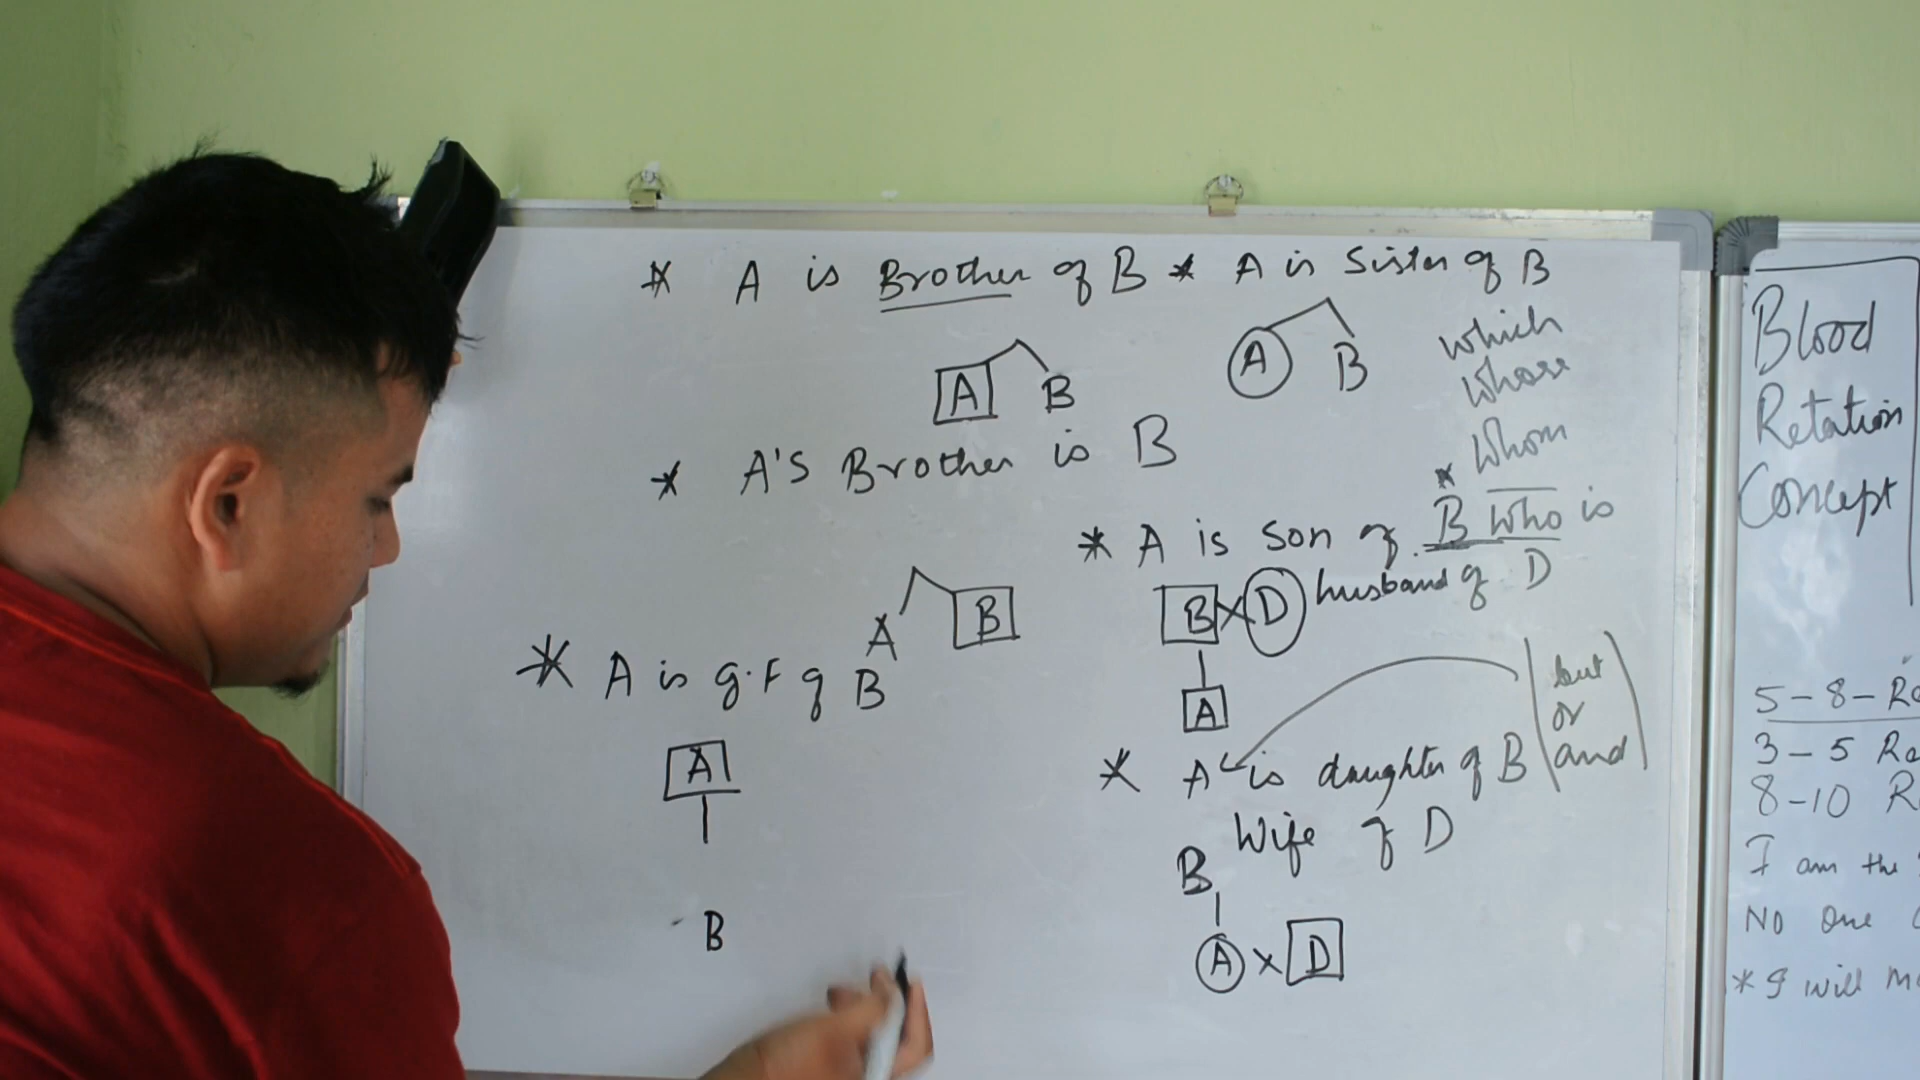 * A is Brother of B * A is Sister of B
A B
A B
which
whose
whom
* A'S Brother is B
A B
* A is son of B who is
husband of D
B X D
A
* A is g.F of B
A
B
* A is daughter of B but
or
and
Wife of D
B
A x D
Blood
Retation
Concept
5-8-
3-5
8-10
I am the
No one
* I will